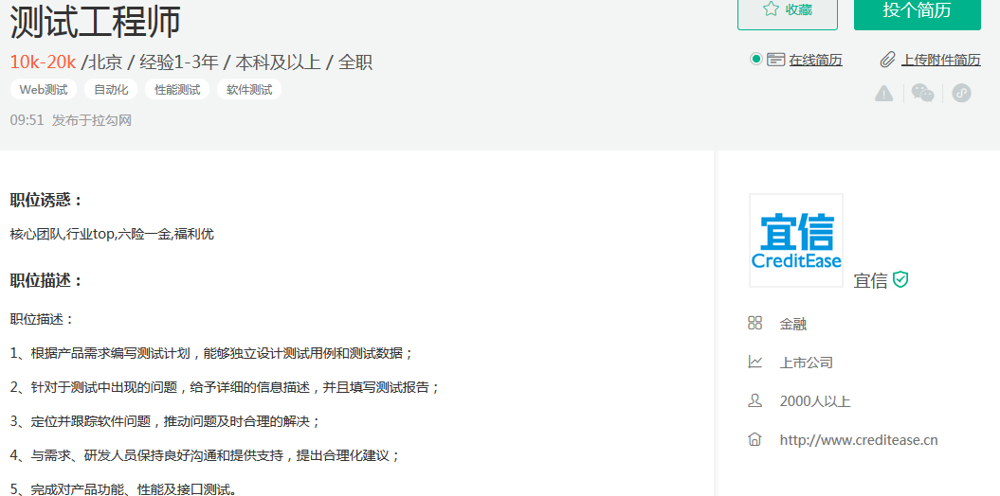 测试工程师
收藏
投个简历
10k-20k /北京 / 经验1-3年 / 本科及以上 / 全职
在线简历
上传附件简历
Web测试 自动化 性能测试 软件测试
09:51 发布于拉勾网
职位诱惑：
核心团队,行业top,六险一金,福利优
职位描述：
职位描述：
1、根据产品需求编写测试计划，能够独立设计测试用例和测试数据；
2、针对于测试中出现的问题，给予详细的信息描述，并且填写测试报告；
3、定位并跟踪软件问题，推动问题及时合理的解决；
4、与需求、研发人员保持良好沟通和提供支持，提出合理化建议；
5、完成对产品功能、性能及接口测试。
宜信
CreditEase
宜信
金融
上市公司
2000人以上
http://www.creditease.cn